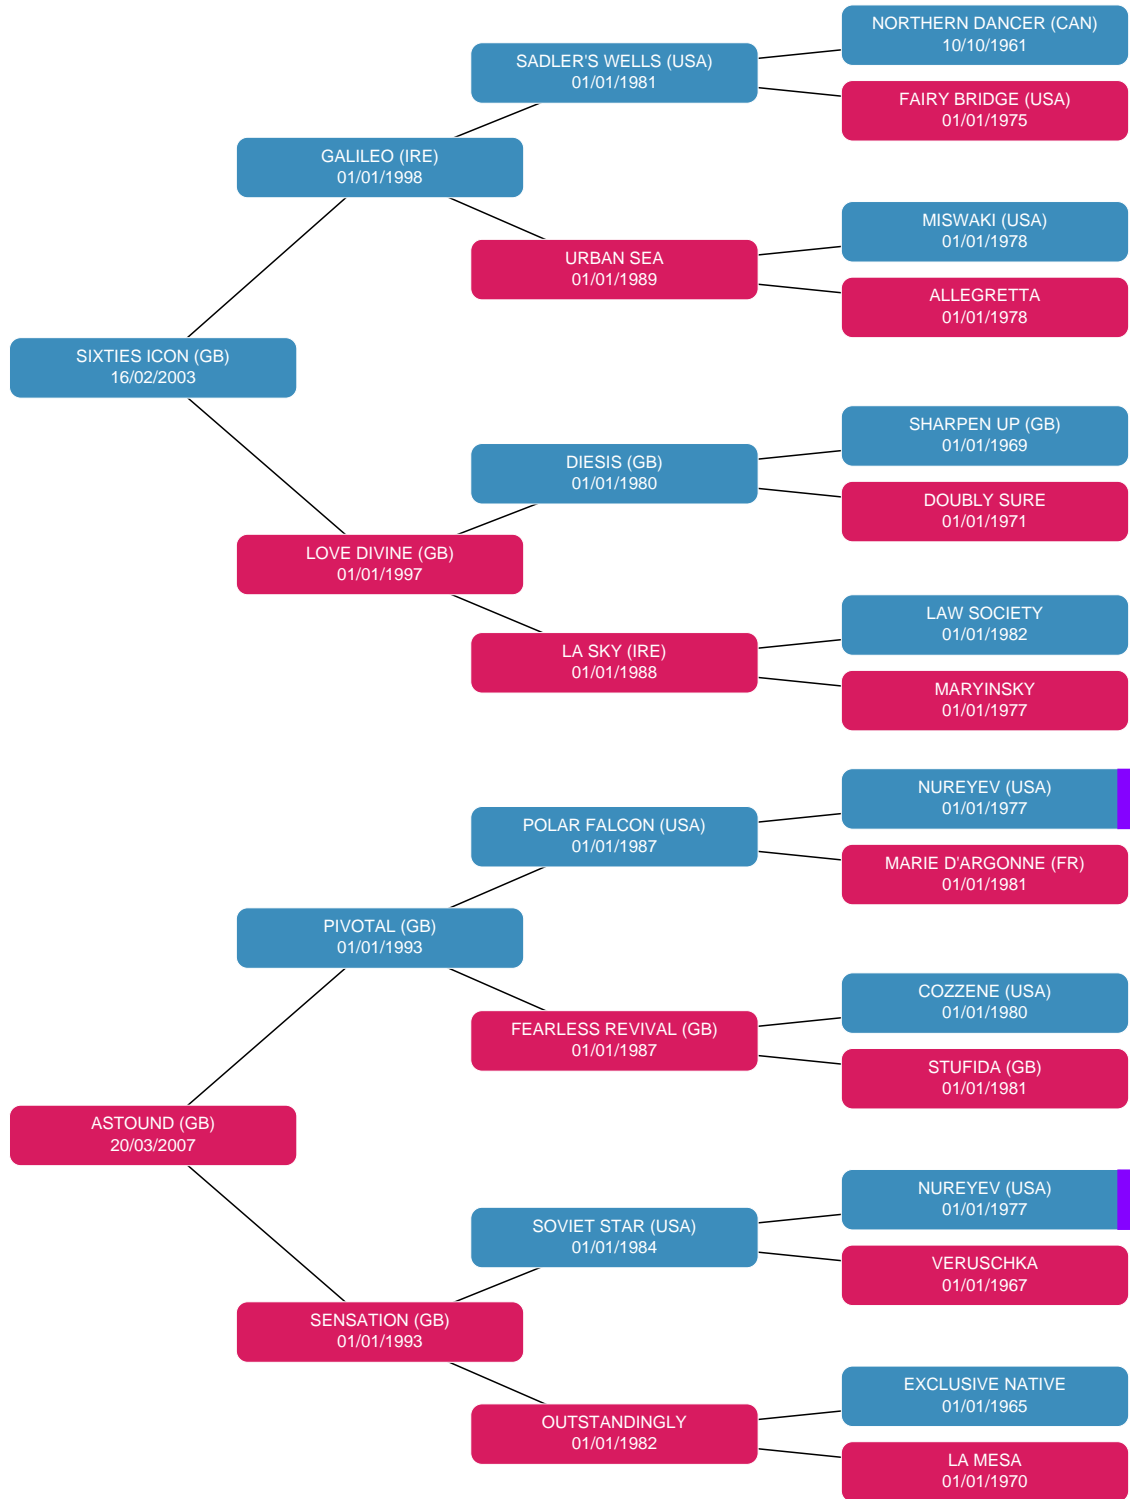 NORTHERN DANCER (CAN)
10/10/1961
SADLER'S WELLS (USA)
01/01/1981
FAIRY BRIDGE (USA)
01/01/1975
GALILEO (IRE)
01/01/1998
MISWAKI (USA)
01/01/1978
URBAN SEA
01/01/1989
ALLEGRETTA
01/01/1978
SIXTIES ICON (GB)
16/02/2003
SHARPEN UP (GB)
01/01/1969
DIESIS (GB)
01/01/1980
DOUBLY SURE
01/01/1971
LOVE DIVINE (GB)
01/01/1997
LAW SOCIETY
01/01/1982
LA SKY (IRE)
01/01/1988
MARYINSKY
01/01/1977
NUREYEV (USA)
01/01/1977
POLAR FALCON (USA)
01/01/1987
MARIE D'ARGONNE (FR)
01/01/1981
PIVOTAL (GB)
01/01/1993
COZZENE (USA)
01/01/1980
FEARLESS REVIVAL (GB)
01/01/1987
STUFIDA (GB)
01/01/1981
ASTOUND (GB)
20/03/2007
NUREYEV (USA)
01/01/1977
SOVIET STAR (USA)
01/01/1984
VERUSCHKA
01/01/1967
SENSATION (GB)
01/01/1993
EXCLUSIVE NATIVE
01/01/1965
OUTSTANDINGLY
01/01/1982
LA MESA
01/01/1970